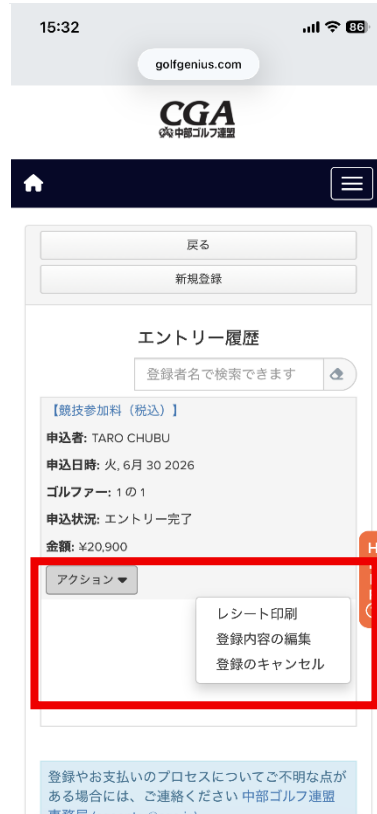 15:32
86
golfgenius.com
CGA
中部ゴルフ連盟
戻る
新規登録
エントリー履歴
登録者名で検索できます
【競技参加料（税込）】
申込者: TARO CHUBU
申込日時: 火, 6月 30 2026
ゴルファー: 1 の 1
申込状況: エントリー完了
金額: ¥20,900
アクション
レシート印刷
登録内容の編集
登録のキャンセル
登録やお支払いのプロセスについてご不明な点が
ある場合には、ご連絡ください 中部ゴルフ連盟